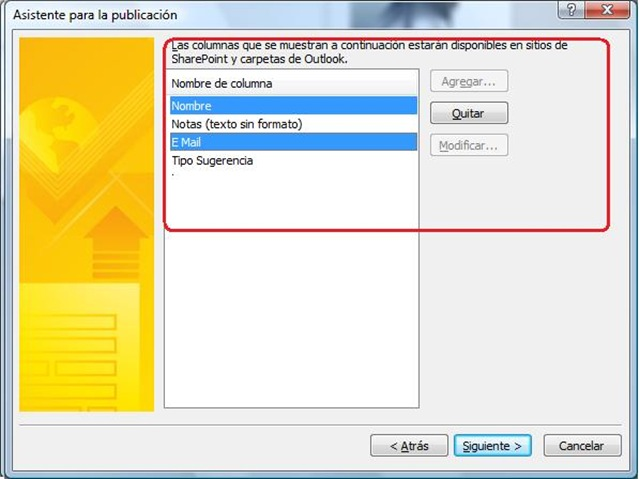 Asistente para la publicación
?
Las columnas que se muestran a continuación estarán disponibles en sitios de
SharePoint y carpetas de Outlook.
Nombre de columna
Nombre
Notas (texto sin formato)
E Mail
Tipo Sugerencia
Agregar...
Quitar
Modificar...
< Atrás
Siguiente >
Cancelar